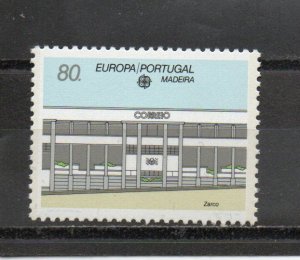 80. EUROPA/PORTUGAL
MADEIRA
CORREIO
Zarco